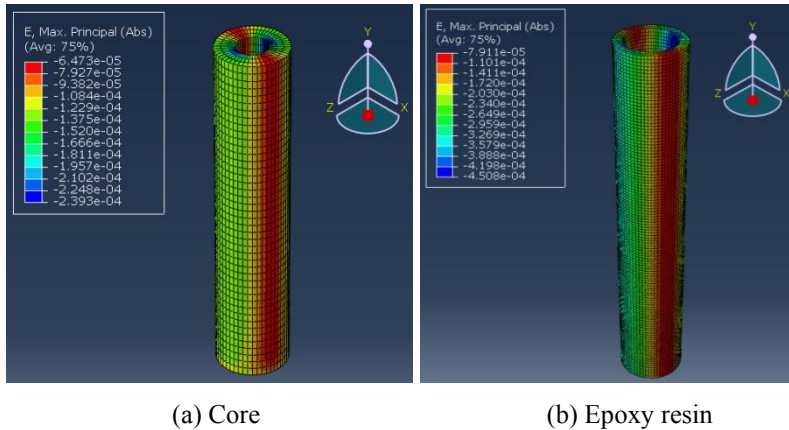 E, Max. Principal (Abs)
(Avg: 75%)
-6.473e-05
-7.927e-05
-9.382e-05
-1.084e-04
-1.229e-04
-1.375e-04
-1.520e-04
-1.666e-04
-1.811e-04
-1.957e-04
-2.102e-04
-2.248e-04
-2.393e-04
Y
Z
X
E, Max. Principal (Abs)
(Avg: 75%)
-7.911e-05
-1.101e-04
-1.411e-04
-1.720e-04
-2.030e-04
-2.340e-04
-2.649e-04
-2.959e-04
-3.269e-04
-3.579e-04
-3.888e-04
-4.198e-04
-4.508e-04
Y
Z
X
(a) Core
(b) Epoxy resin